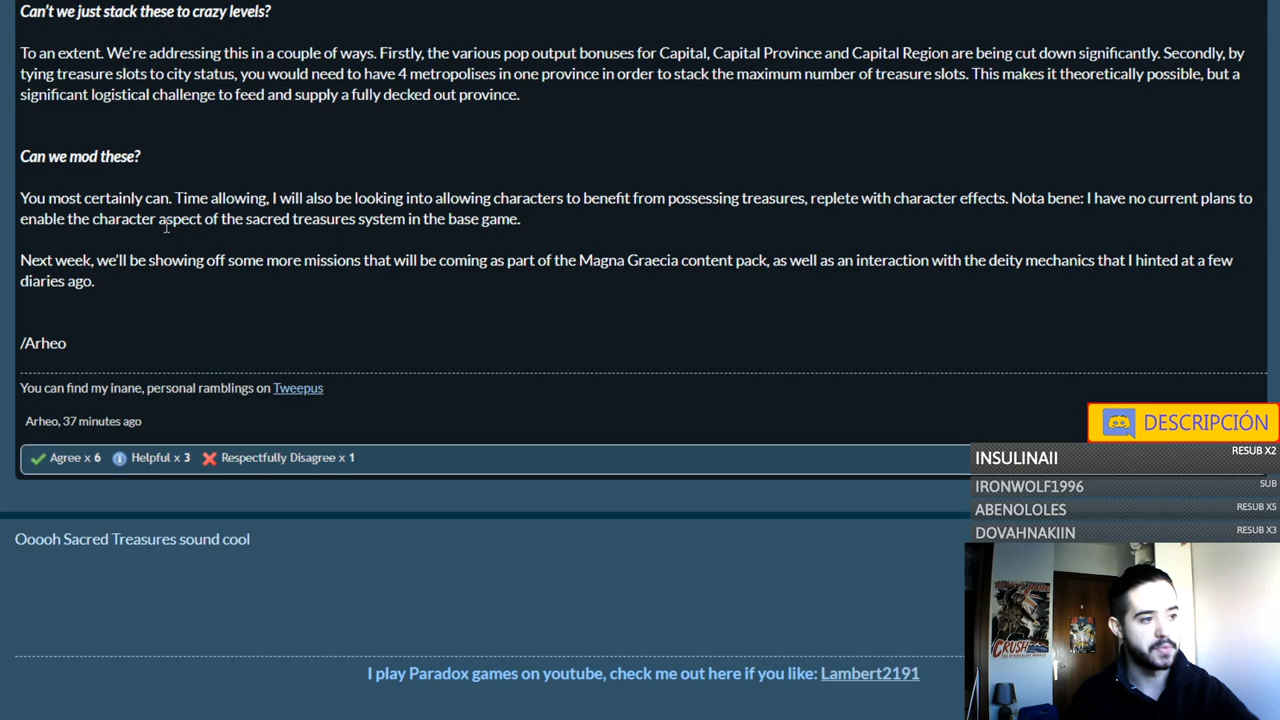 Can't we just stack these to crazy levels?
To an extent. We're addressing this in a couple of ways. Firstly, the various pop output bonuses for Capital, Capital Province and Capital Region are being cut down significantly. Secondly, by
tying treasure slots to city status, you would need to have 4 metropolises in one province in order to stack the maximum number of treasure slots. This makes it theoretically possible, but a
significant logistical challenge to feed and supply a fully decked out province.
Can we mod these?
You most certainly can. Time allowing, I will also be looking into allowing characters to benefit from possessing treasures, replete with character effects. Nota bene: I have no current plans to
enable the character aspect of the sacred treasures system in the base game.
Next week, we'll be showing off some more missions that will be coming as part of the Magna Graecia content pack, as well as an interaction with the deity mechanics that I hinted at a few
diaries ago.
/Arheo
You can find my inane, personal ramblings on Tweepus
Arheo, 37 minutes ago
Agree x 6 Helpful x 3 Respectfully Disagree x 1
DESCRIPCIÓN
INSULINAII RESUB X2
IRONWOLF1996 SUB
ABENOLOLES RESUB X5
DOVAHNAKIIN RESUB X3
Ooooh Sacred Treasures sound cool
CRUSH
I play Paradox games on youtube, check me out here if you like: Lambert2191